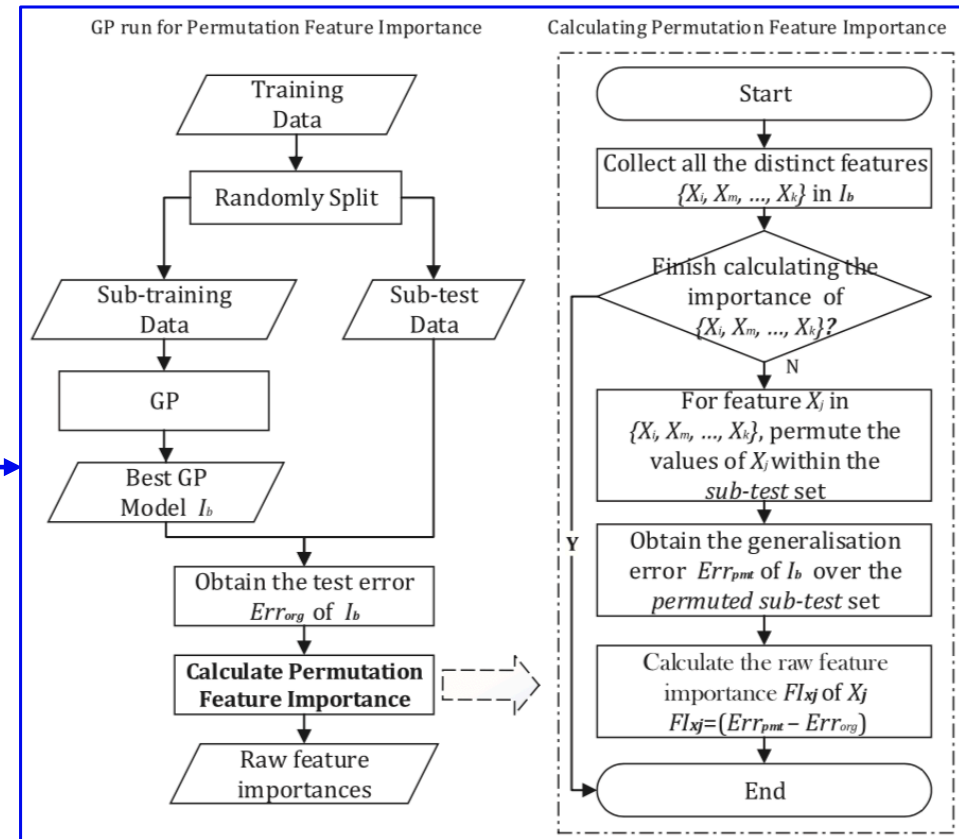 GP run for Permutation Feature Importance
Training
Data
Randomly Split
Sub-training
Data
Sub-test
Data
GP
Best GP
Model I_b
Obtain the test error
Err_org of I_b
Calculate Permutation
Feature Importance
Raw feature
importances
Calculating Permutation Feature Importance
Start
Collect all the distinct features
{X_i, X_m, ..., X_k} in I_b
Finish calculating the
importance of
{X_i, X_m, ..., X_k}?
N
Y
For feature X_j in
{X_i, X_m, ..., X_k}, permute the
values of X_j within the
sub-test set
Obtain the generalisation
error Err_pmt of I_b over the
permuted sub-test set
Calculate the raw feature
importance FI_xj of X_j
FI_xj=(Err_pmt – Err_org)
End